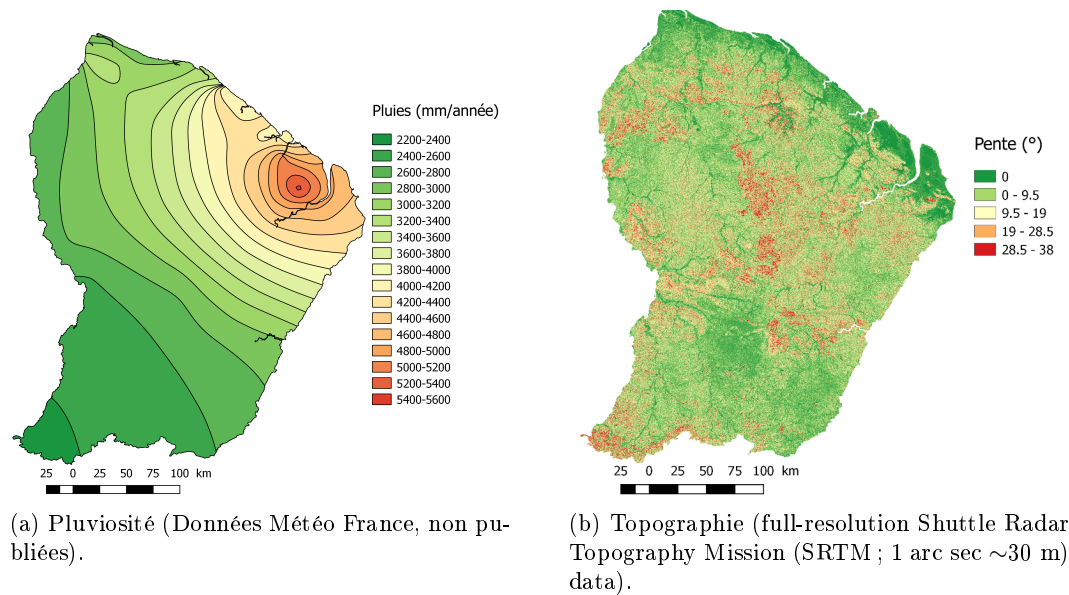 Pluies (mm/année)
2200-2400
2400-2600
2600-2800
2800-3000
3000-3200
3200-3400
3400-3600
3600-3800
3800-4000
4000-4200
4200-4400
4400-4600
4600-4800
4800-5000
5000-5200
5200-5400
5400-5600
25 0 25 50 75 100 km
(a) Pluviosité (Données Météo France, non pu-
bliées).
Pente (°)
0
0 - 9.5
9.5 - 19
19 - 28.5
28.5 - 38
25 0 25 50 75 100 km
(b) Topographie (full-resolution Shuttle Radar
Topography Mission (SRTM ; 1 arc sec ∼30 m)
data).